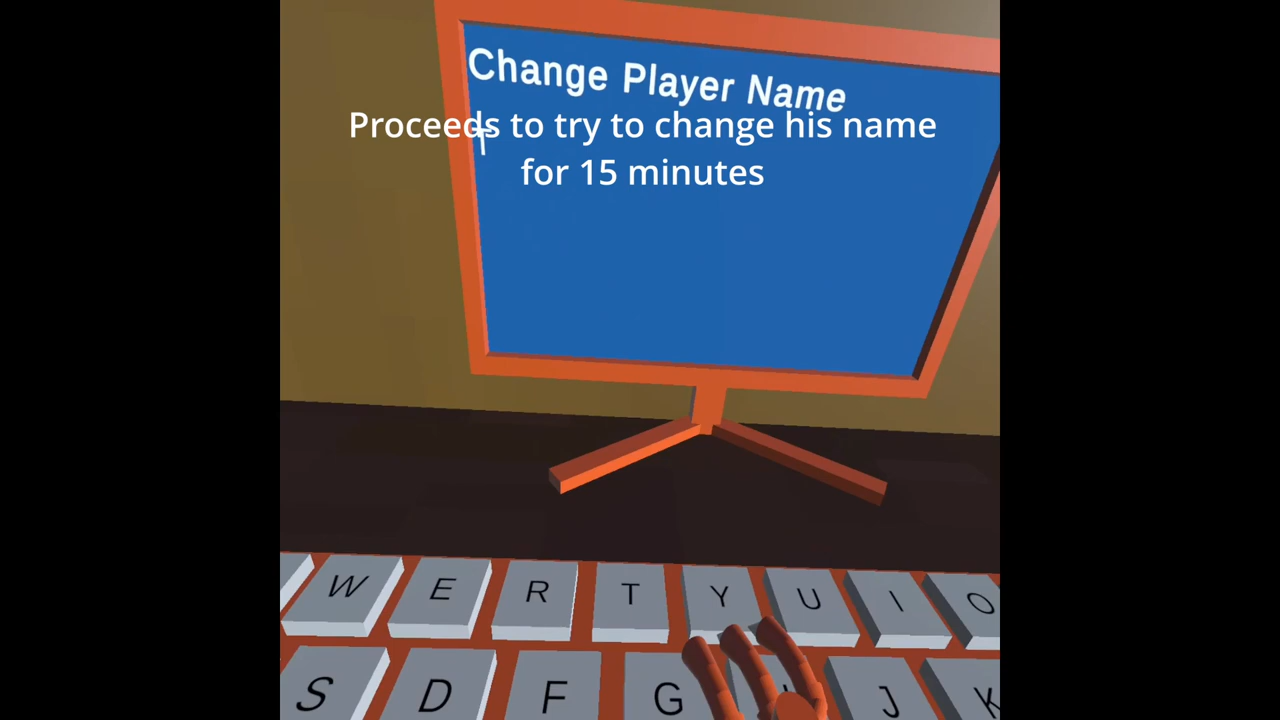 Change Player Name
Proceeds to try to change his name
for 15 minutes
W E R T Y U I O
S D F G J K